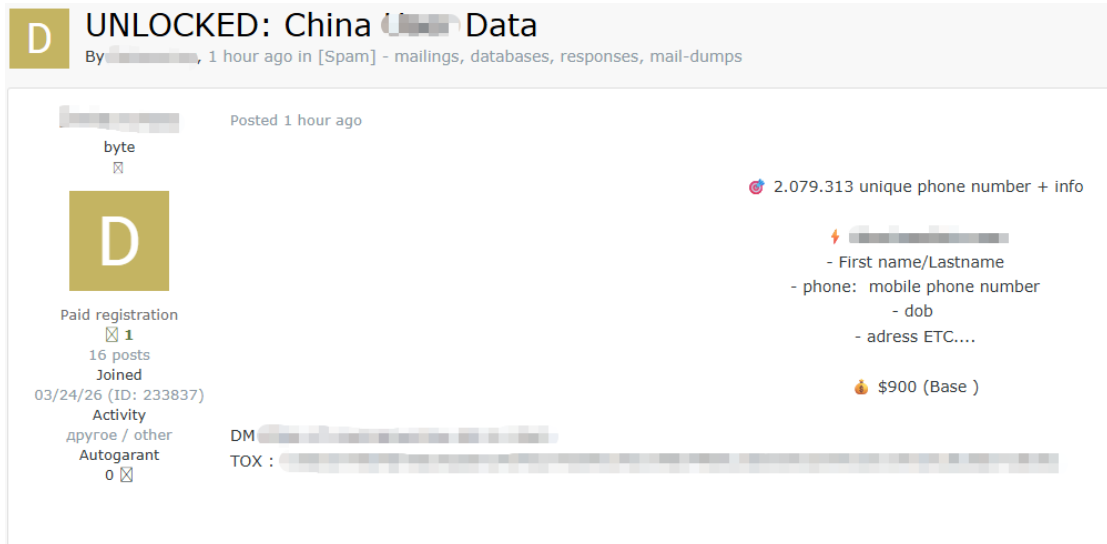 D
UNLOCKED: China Data
By , 1 hour ago in [Spam] - mailings, databases, responses, mail-dumps
Posted 1 hour ago
byte
D
Paid registration
1
16 posts
Joined
03/24/26 (ID: 233837)
Activity
другое / other
Autogarant
0
2.079.313 unique phone number + info
- First name/Lastname
- phone: mobile phone number
- dob
- adress ETC....
$900 (Base )
DM
TOX :